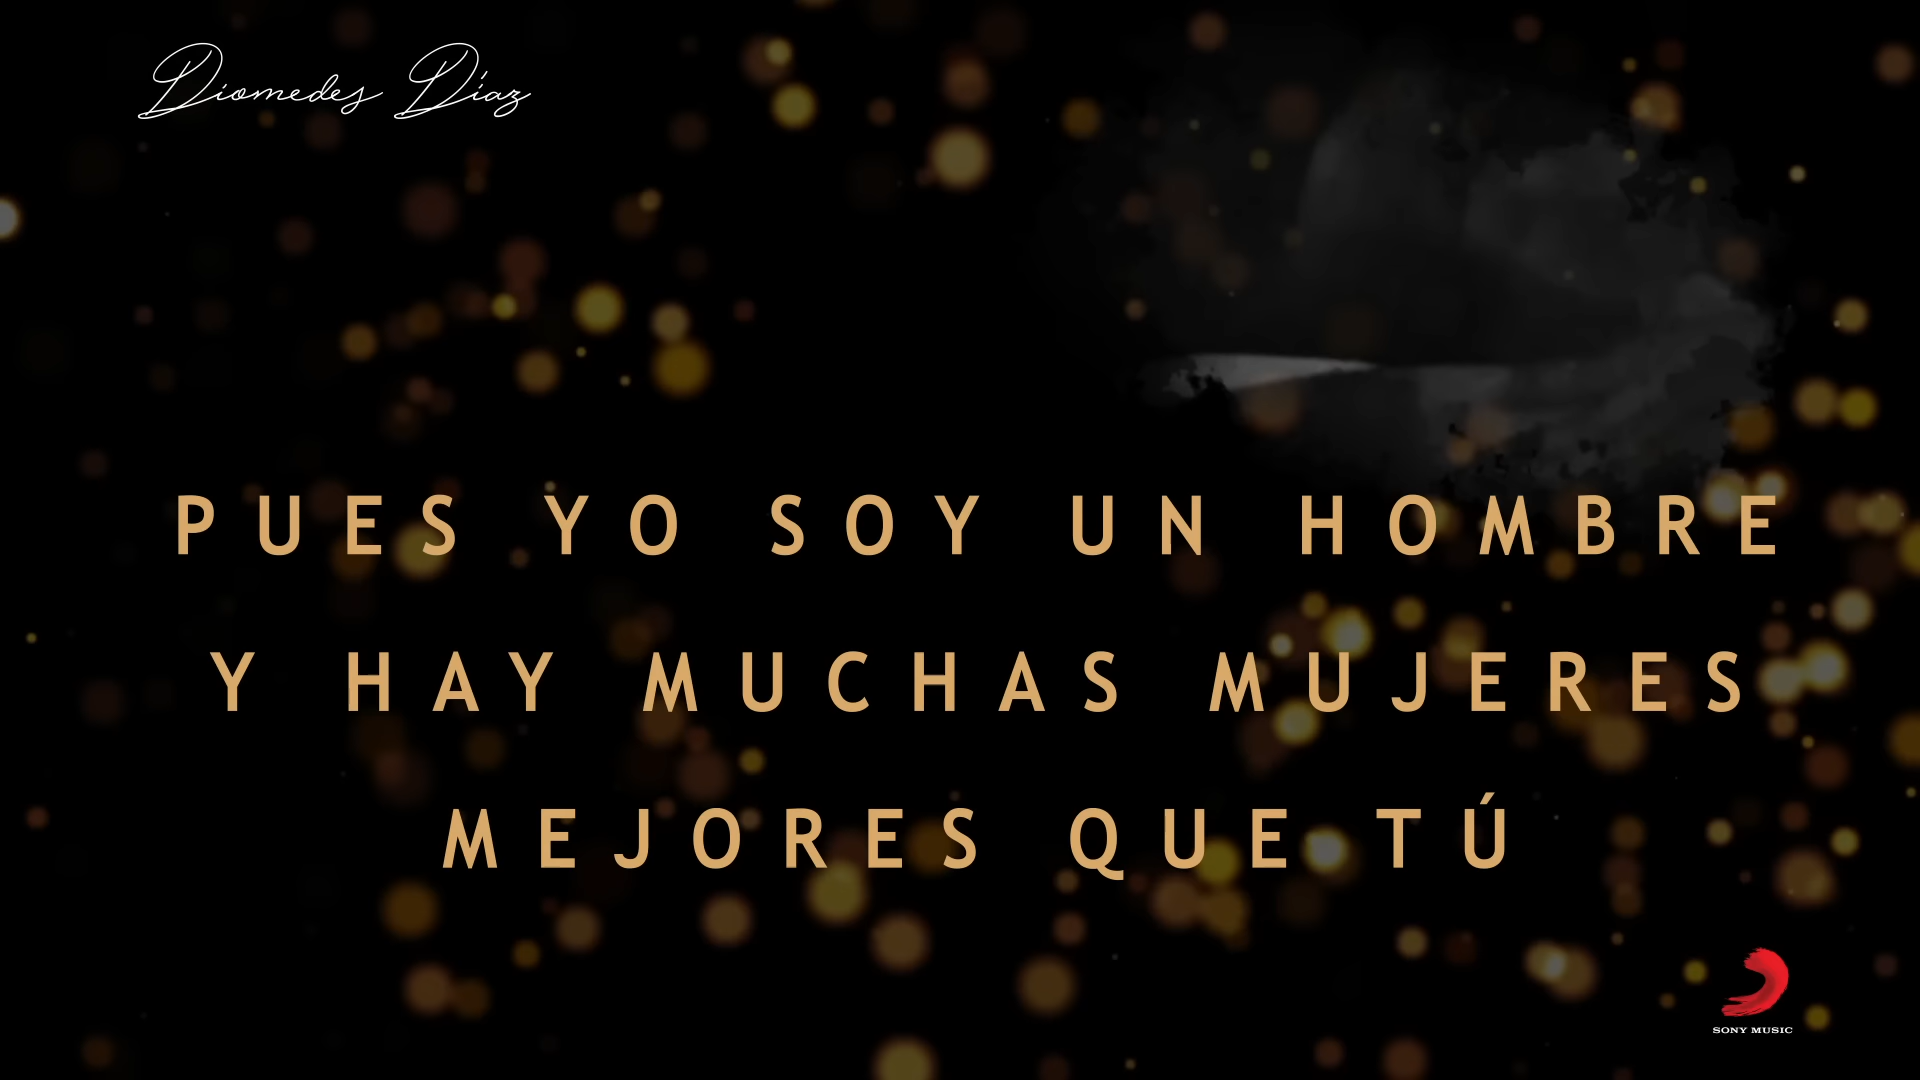 Diomedes Díaz
PUES YO SOY UN HOMBRE
Y HAY MUCHAS MUJERES
MEJORES QUE TÚ
SONY MUSIC